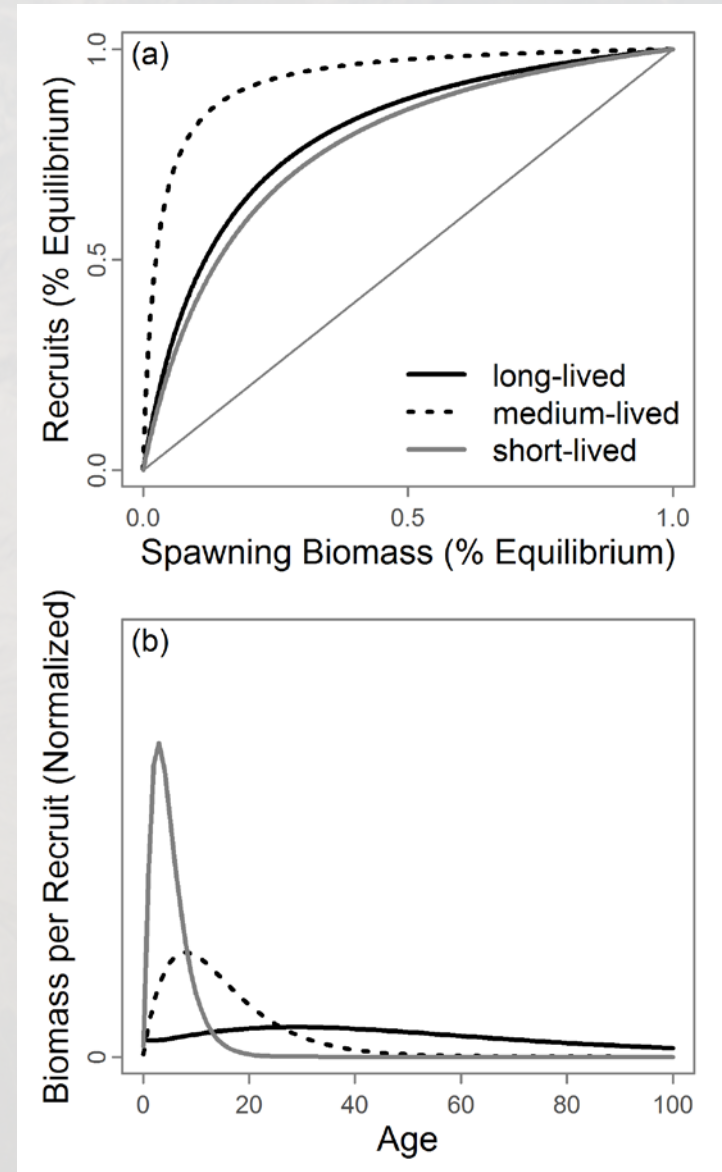 (a)
Recruits (% Equilibrium)
1.0
0.5
0.0
long-lived
medium-lived
short-lived
0.0 0.5 1.0
Spawning Biomass (% Equilibrium)
(b)
Biomass per Recruit (Normalized)
0
0 20 40 60 80 100
Age